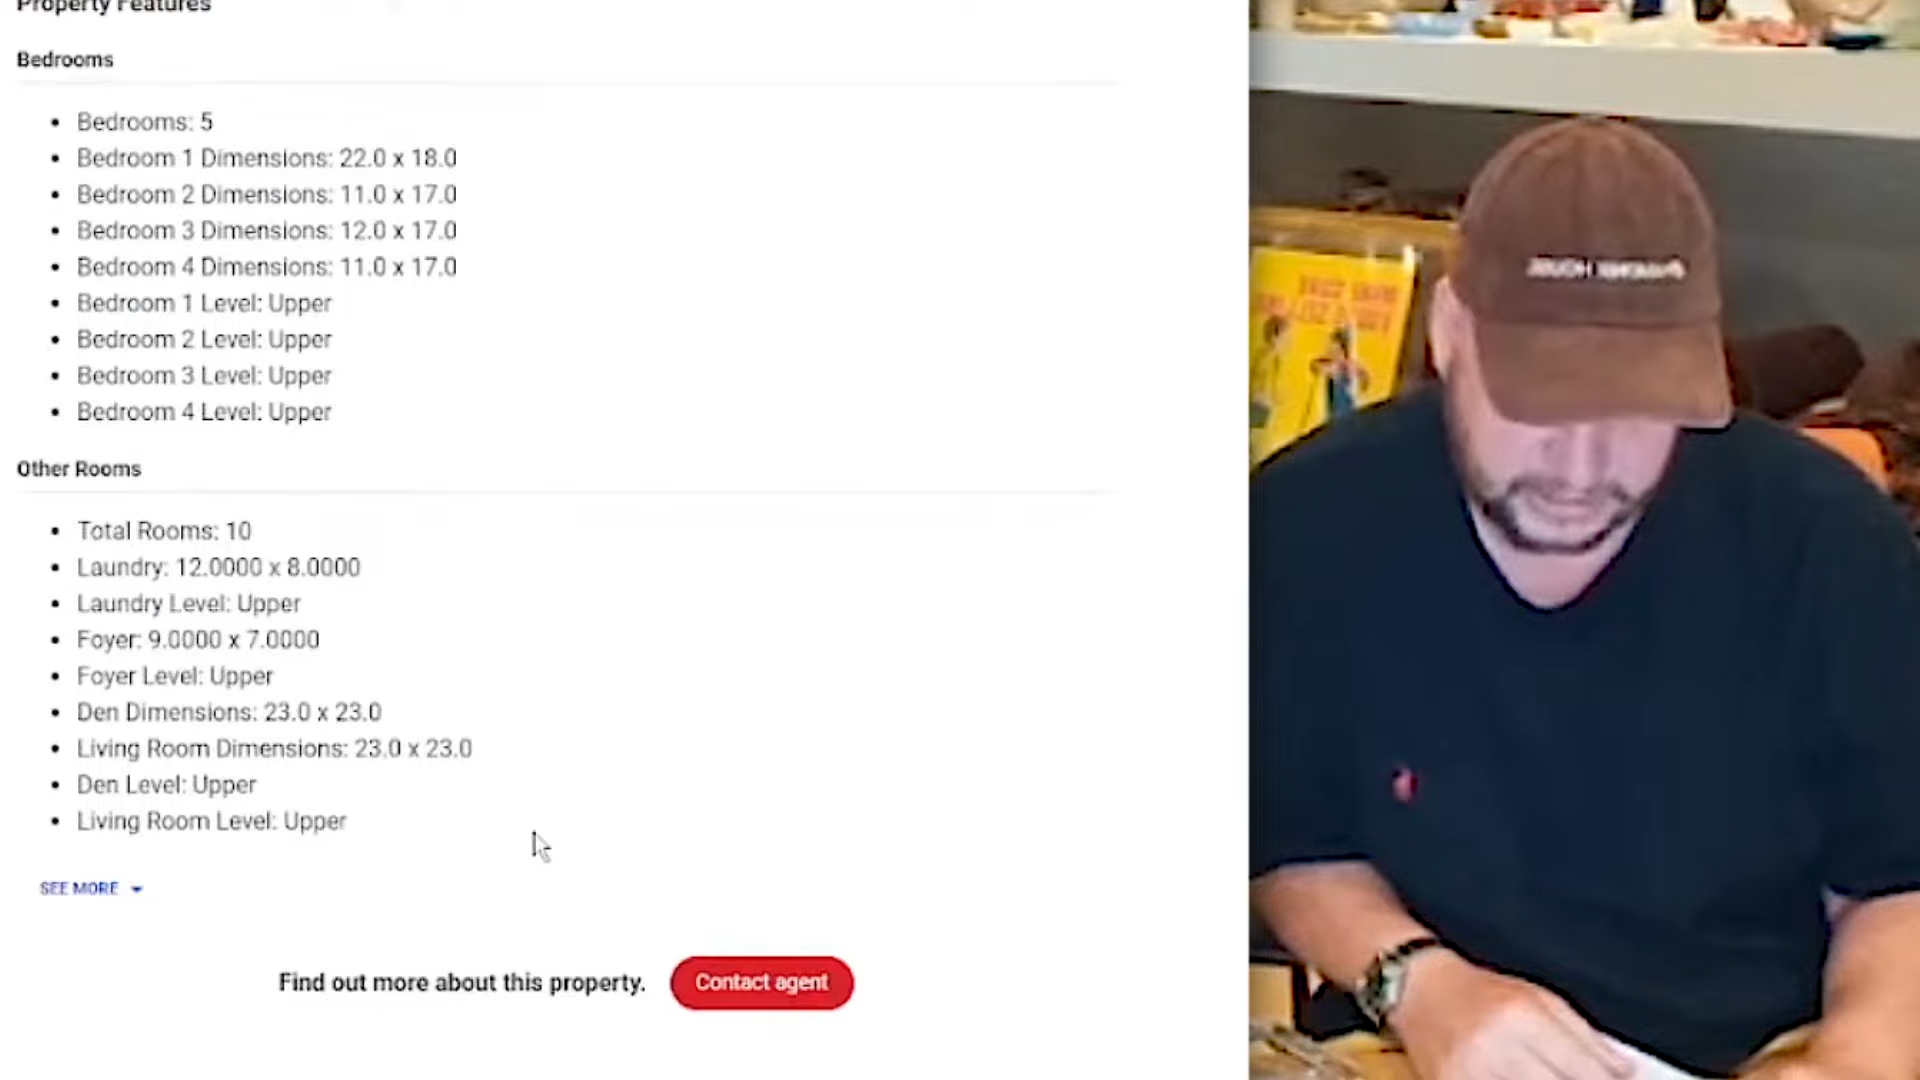 Property Features
Bedrooms
Bedrooms: 5
Bedroom 1 Dimensions: 22.0 x 18.0
Bedroom 2 Dimensions: 11.0 x 17.0
Bedroom 3 Dimensions: 12.0 x 17.0
Bedroom 4 Dimensions: 11.0 x 17.0
Bedroom 1 Level: Upper
Bedroom 2 Level: Upper
Bedroom 3 Level: Upper
Bedroom 4 Level: Upper
Other Rooms
Total Rooms: 10
Laundry: 12.0000 x 8.0000
Laundry Level: Upper
Foyer: 9.0000 x 7.0000
Foyer Level: Upper
Den Dimensions: 23.0 x 23.0
Living Room Dimensions: 23.0 x 23.0
Den Level: Upper
Living Room Level: Upper
SEE MORE
Find out more about this property.
Contact agent
HOUSE